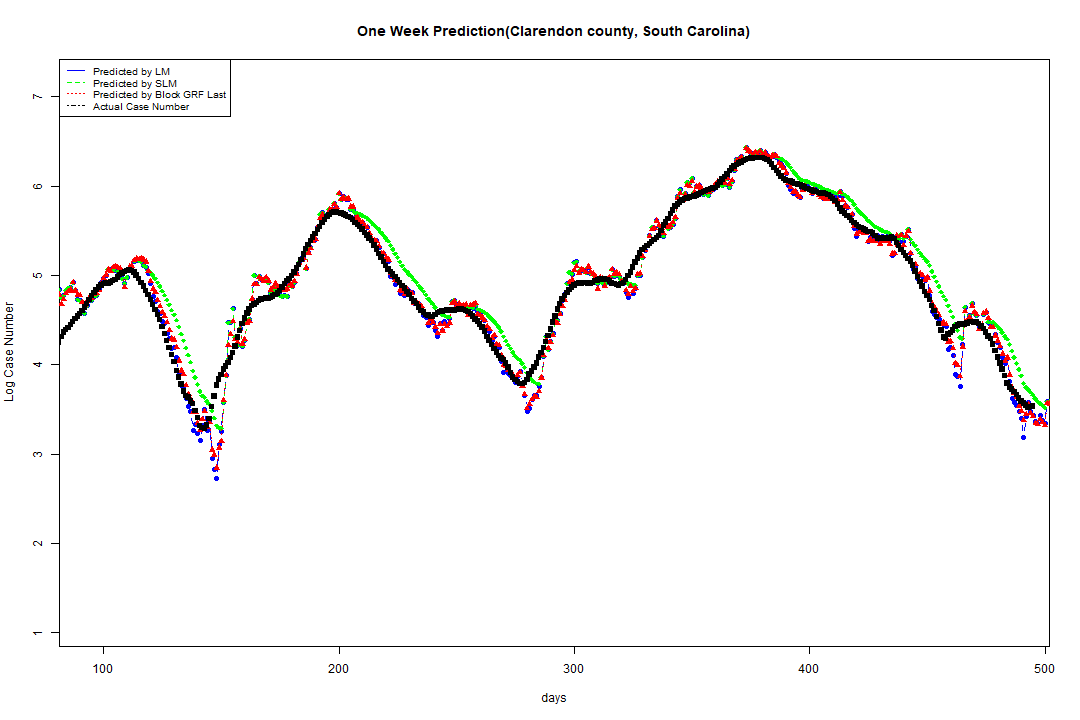 One Week Prediction(Clarendon county, South Carolina)
Predicted by LM
Predicted by SLM
Predicted by Block GRF Last
Actual Case Number
7
6
5
4
3
2
1
Log Case Number
100 200 300 400 500
days